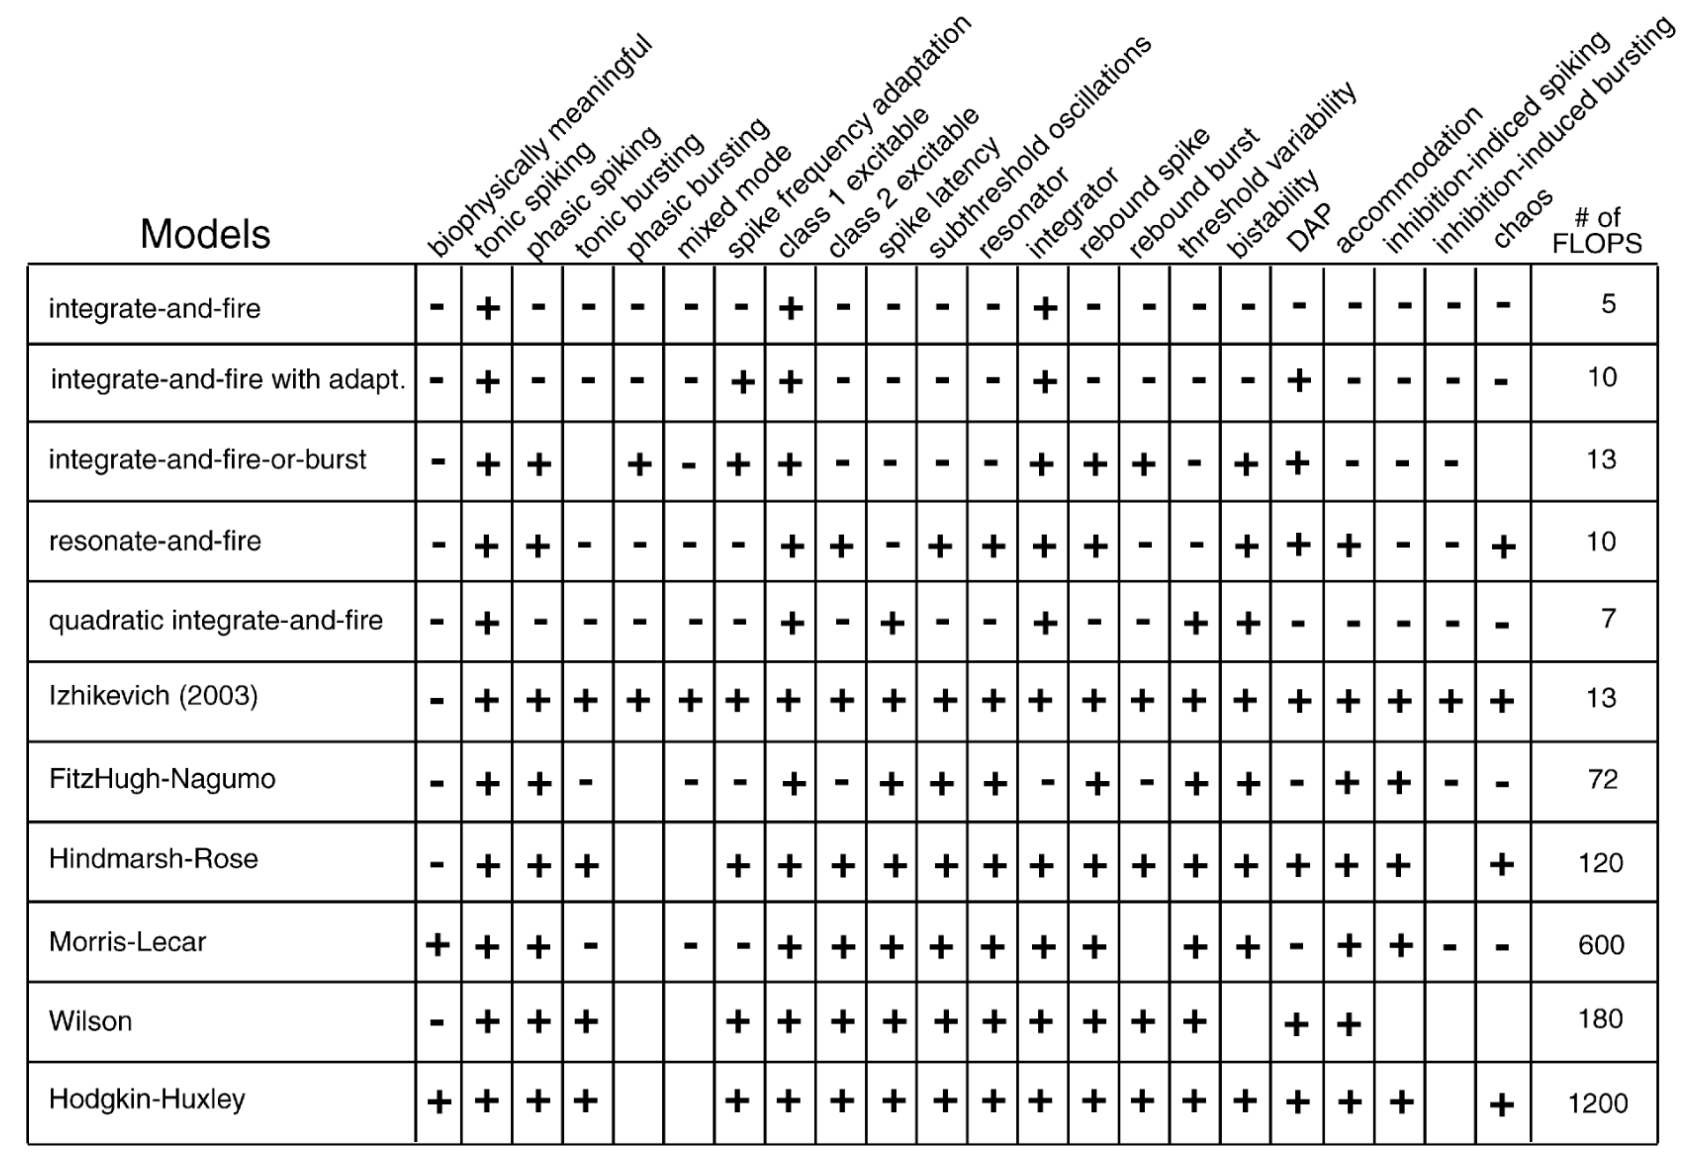 biophysically meaningful
tonic spiking
phasic spiking
tonic bursting
phasic bursting
mixed mode
spike frequency adaptation
class 1 excitable
class 2 excitable
spike latency
subthreshold oscillations
resonator
integrator
rebound spike
rebound burst
threshold variability
bistability
DAP
accommodation
inhibition-indiced spiking
inhibition-induced bursting
chaos
Models
# of
FLOPS
integrate-and-fire - + - - - - - + - - - - + - - - - - - - - - 5
integrate-and-fire with adapt. - + - - - - + + - - - - + - - - - + - - - - 10
integrate-and-fire-or-burst - + + + - + + - - - - + + + - + + - - - 13
resonate-and-fire - + + - - - - + + - + + + + - - + + + - - + 10
quadratic integrate-and-fire - + - - - - - + - + - - + - - + + - - - - - 7
Izhikevich (2003) - + + + + + + + + + + + + + + + + + + + + + 13
FitzHugh-Nagumo - + + - - - + - + + + - + - + + - + + - - 72
Hindmarsh-Rose - + + + + + + + + + + + + + + + + + + 120
Morris-Lecar + + + - - - + + + + + + + + + - + + - - 600
Wilson - + + + + + + + + + + + + + + + 180
Hodgkin-Huxley + + + + + + + + + + + + + + + + + + + 1200